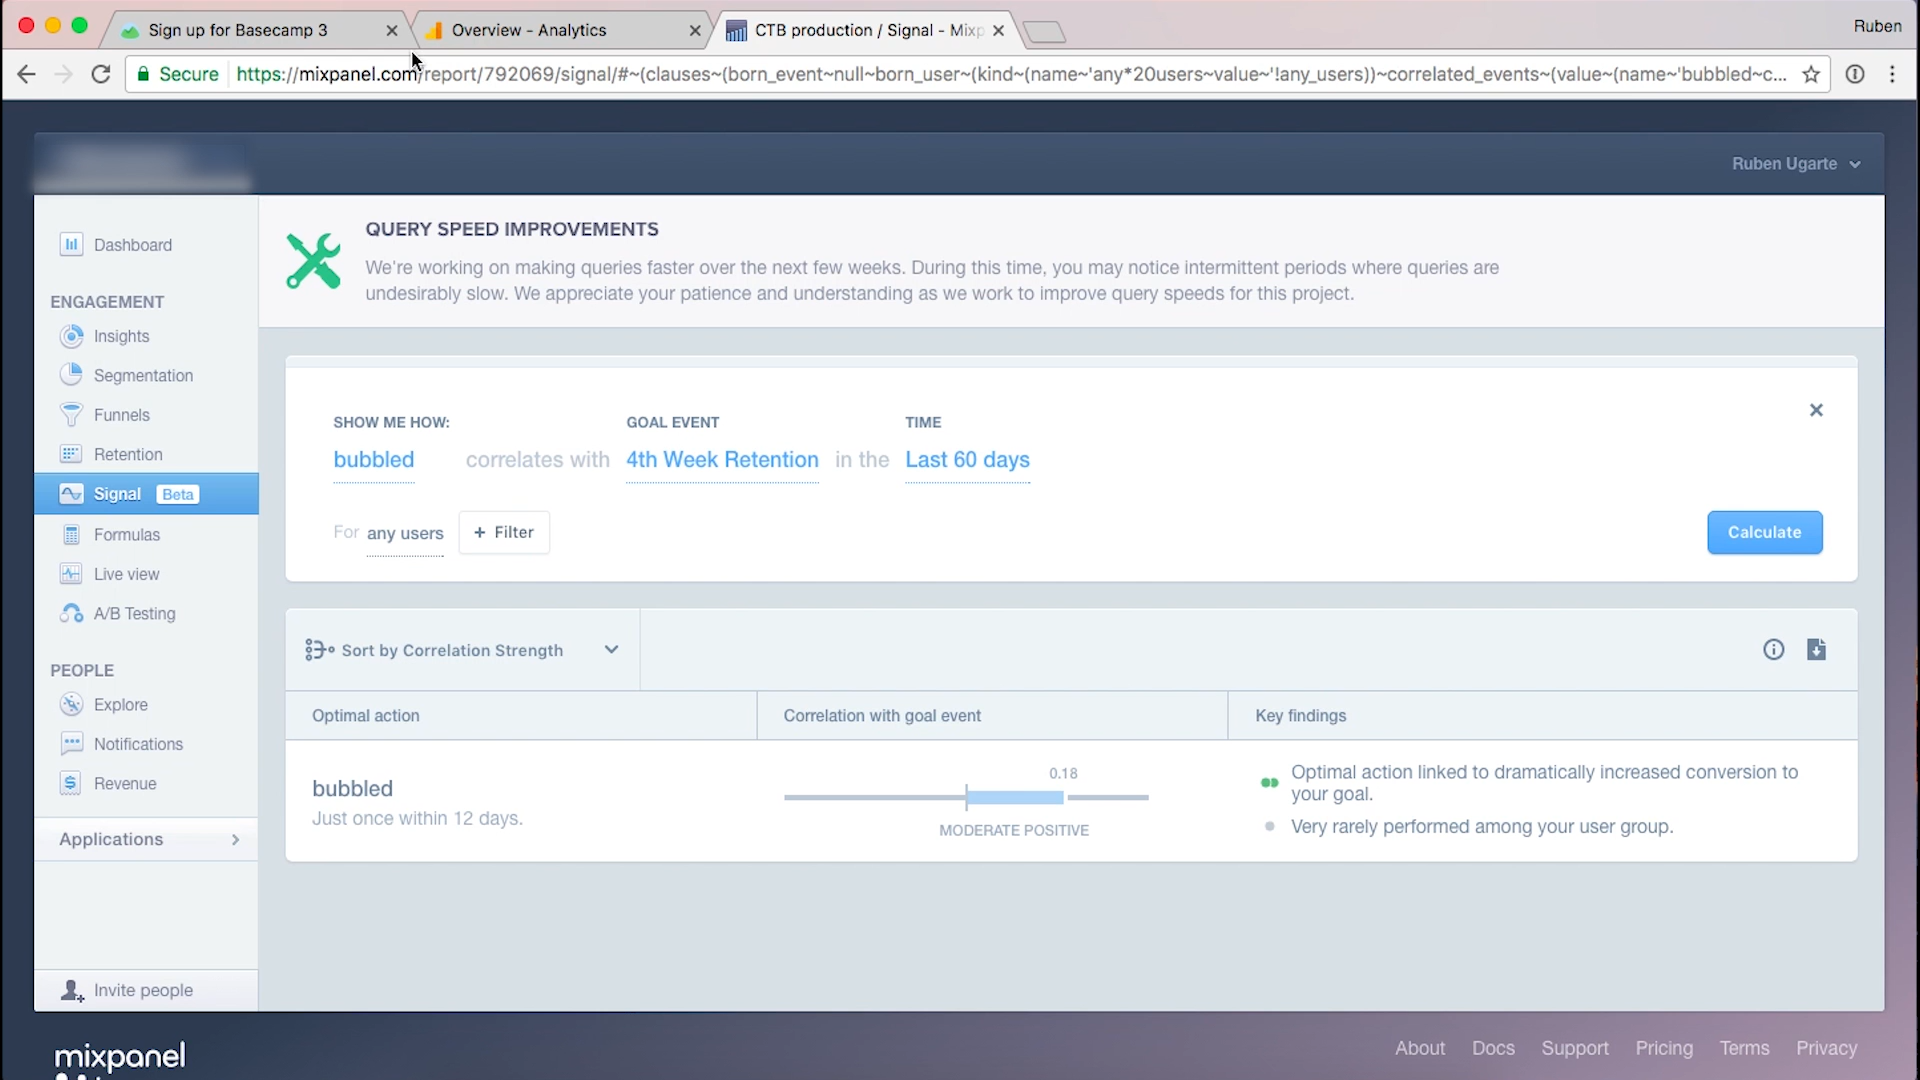 Sign up for Basecamp 3
Overview - Analytics
CTB production / Signal - Mixp
Ruben
Secure
https://mixpanel.com/report/792069/signal/#~(clauses~(born_event~null~born_user~(kind~(name~'any*20users~value~'!any_users))~correlated_events~(value~(name~'bubbled~c...
Ruben Ugarte
Dashboard
ENGAGEMENT
Insights
Segmentation
Funnels
Retention
Signal Beta
Formulas
Live view
A/B Testing
PEOPLE
Explore
Notifications
Revenue
Applications
Invite people
QUERY SPEED IMPROVEMENTS
We're working on making queries faster over the next few weeks. During this time, you may notice intermittent periods where queries are
undesirably slow. We appreciate your patience and understanding as we work to improve query speeds for this project.
SHOW ME HOW: GOAL EVENT TIME
bubbled correlates with 4th Week Retention in the Last 60 days
For any users + Filter
Calculate
Sort by Correlation Strength
Optimal action Correlation with goal event Key findings
bubbled
Just once within 12 days.
0.18
MODERATE POSITIVE
Optimal action linked to dramatically increased conversion to
your goal.
Very rarely performed among your user group.
mixpanel
About Docs Support Pricing Terms Privacy